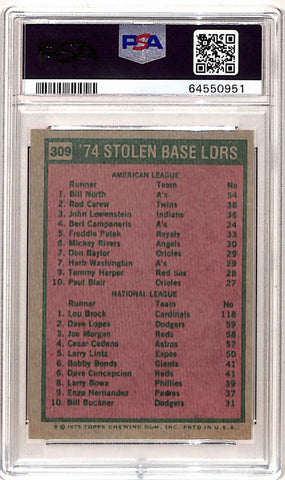 PSA
PSA
64550951
309 '74 STOLEN BASE LDRS
AMERICAN LEAGUE
Runner Team No
1. Bill North A's 54
2. Rod Carew Twins 38
3. John Lowenstein Indians 36
4. Bert Campaneris A's 34
5. Freddie Patek Royals 33
6. Mickey Rivers Angels 30
7. Don Baylor Orioles 29
7. Herb Washington A's 29
9. Tommy Harper Red Sox 28
10. Paul Blair Orioles 27
NATIONAL LEAGUE
Runner Team No.
1. Lou Brock Cardinals 118
2. Dave Lopes Dodgers 59
3. Joe Morgan Reds 58
4. Cesar Cedeno Astros 57
5. Larry Lintz Expos 50
6. Bobby Bonds Giants 41
6. Dave Concepcion Reds 41
8. Larry Bowa Phillies 39
9. Enzo Hernandez Padres 37
10. Bill Buckner Dodgers 31
© 1975 TOPPS CHEWING GUM, INC. PRTD IN U.S.A.